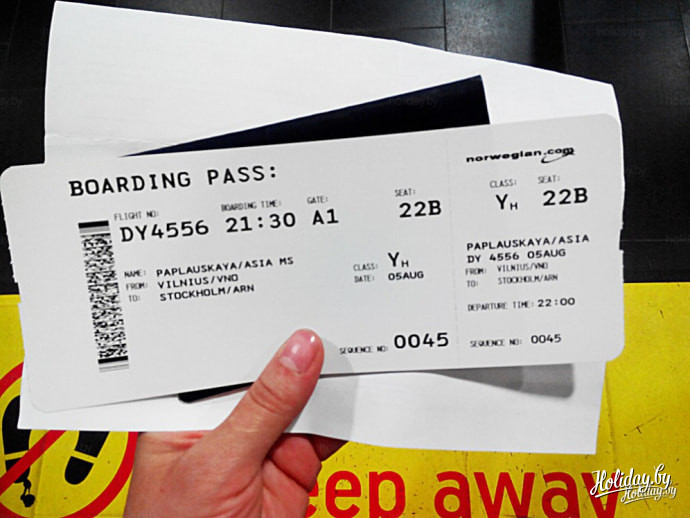 BOARDING PASS:
FLIGHT NO: BOARDING TIME: GATE: SEAT:
DY4556 21:30 A1 22B
NAME: PAPLAUSKAYA/ASIA MS
FROM: VILNIUS/VNO
TO: STOCKHOLM/ARN
CLASS: YH
DATE: 05AUG
SEQUENCE NO: 0045
norwegian.com
CLASS: SEAT:
YH 22B
PAPLAUSKAYA/ASIA
DY 4556 05AUG
FROM: VILNIUS/VNO
TO: STOCKHOLM/ARN
DEPARTURE TIME: 22:00
SEQUENCE NO: 0045
eep away
Holiday.by
Holiday.by